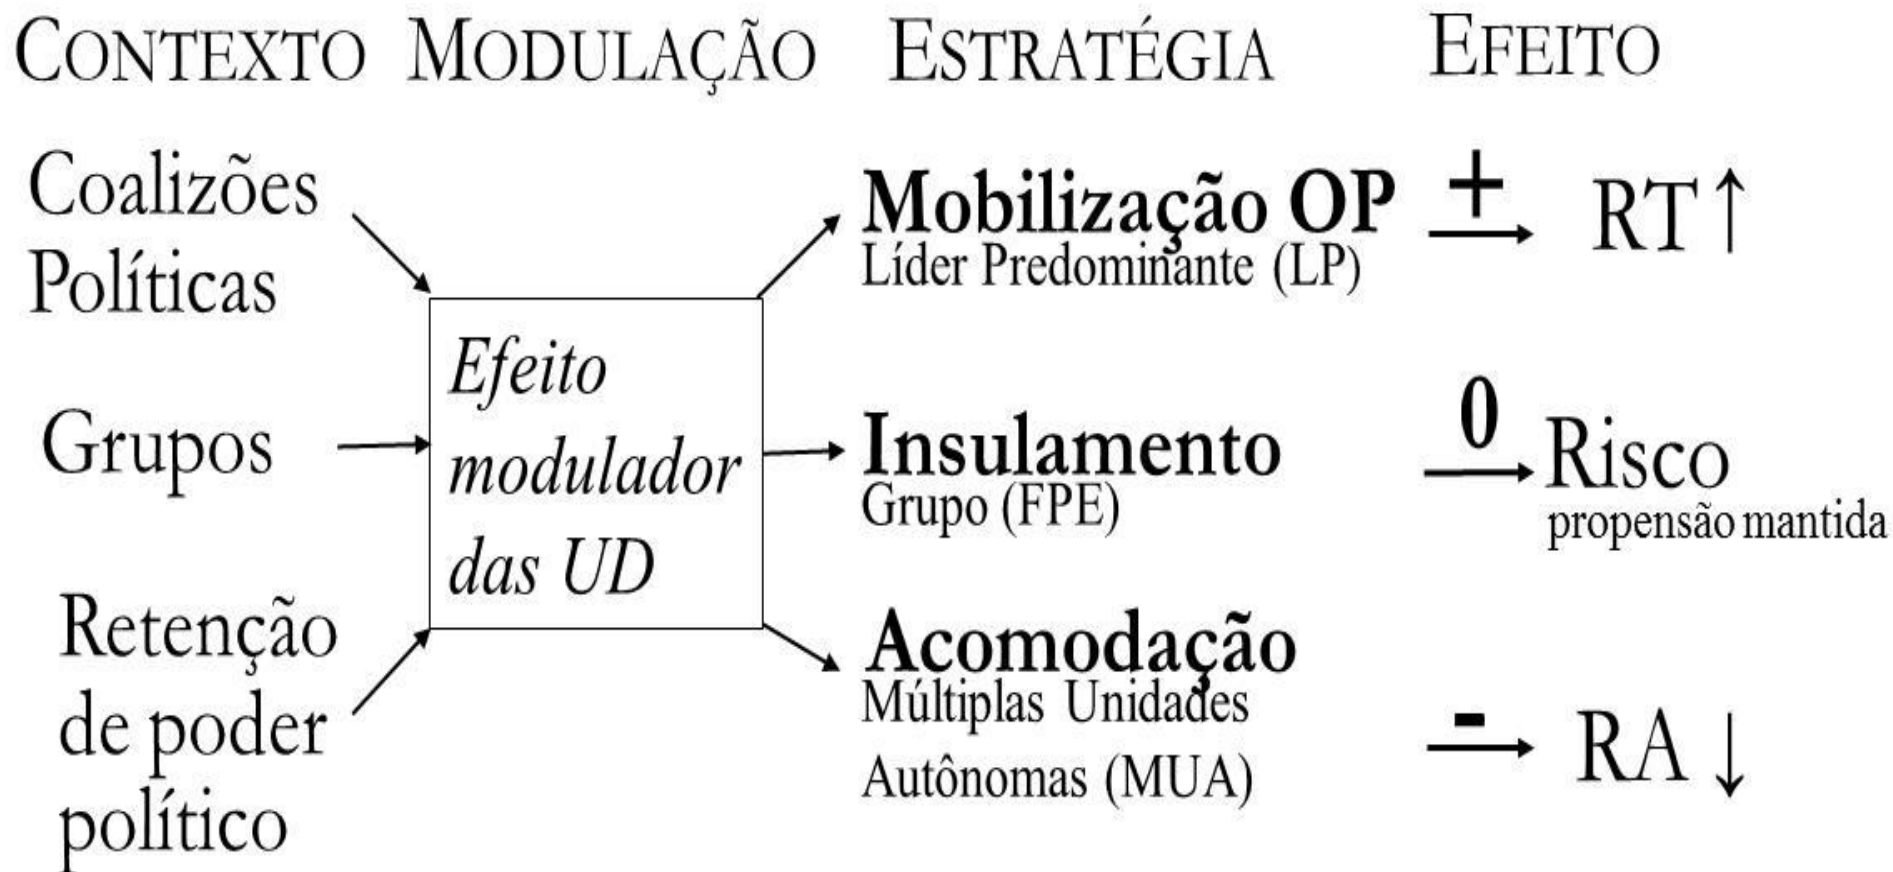 CONTEXTO MODULAÇÃO ESTRATÉGIA EFEITO
Coalizões
Políticas
Grupos
Retenção
de poder
político
Efeito
modulador
das UD
Mobilização OP
Líder Predominante (LP)
+
RT↑
Insulamento
Grupo (FPE)
0
Risco
propensão mantida
Acomodação
Múltiplas Unidades
Autônomas (MUA)
-
RA↓